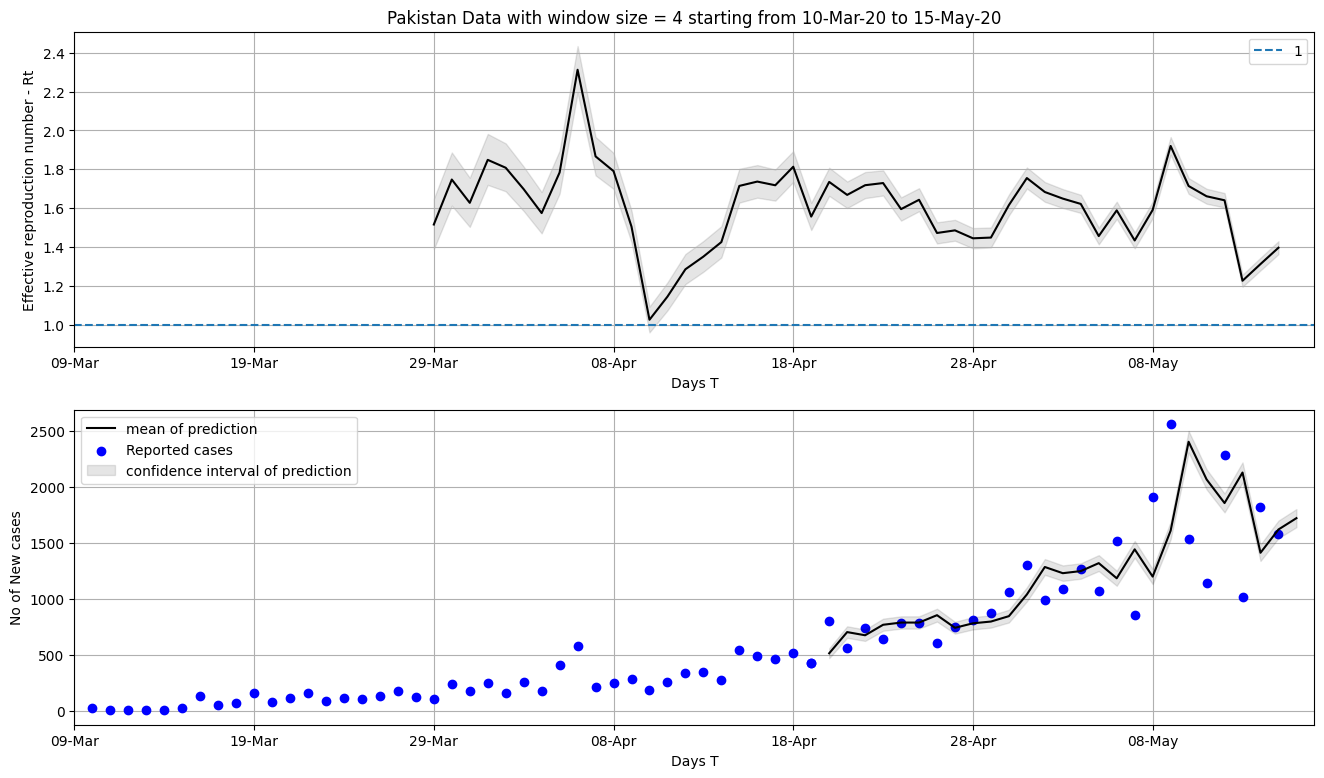 Pakistan Data with window size = 4 starting from 10-Mar-20 to 15-May-20
Effective reproduction number - Rt
2.4
2.2
2.0
1.8
1.6
1.4
1.2
1.0
1
09-Mar 19-Mar 29-Mar 08-Apr 18-Apr 28-Apr 08-May
Days T
No of New cases
2500
2000
1500
1000
500
0
mean of prediction
Reported cases
confidence interval of prediction
09-Mar 19-Mar 29-Mar 08-Apr 18-Apr 28-Apr 08-May
Days T